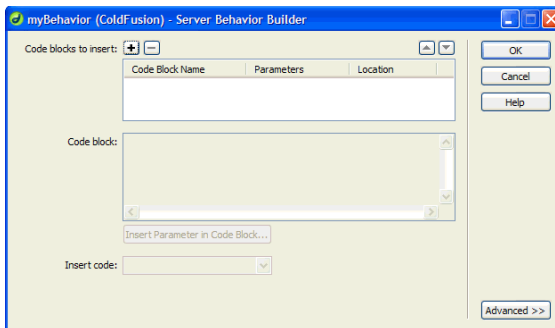 myBehavior (ColdFusion) - Server Behavior Builder
Code blocks to insert:
Code Block Name Parameters Location
Code block:
Insert Parameter in Code Block...
Insert code:
OK
Cancel
Help
Advanced >>